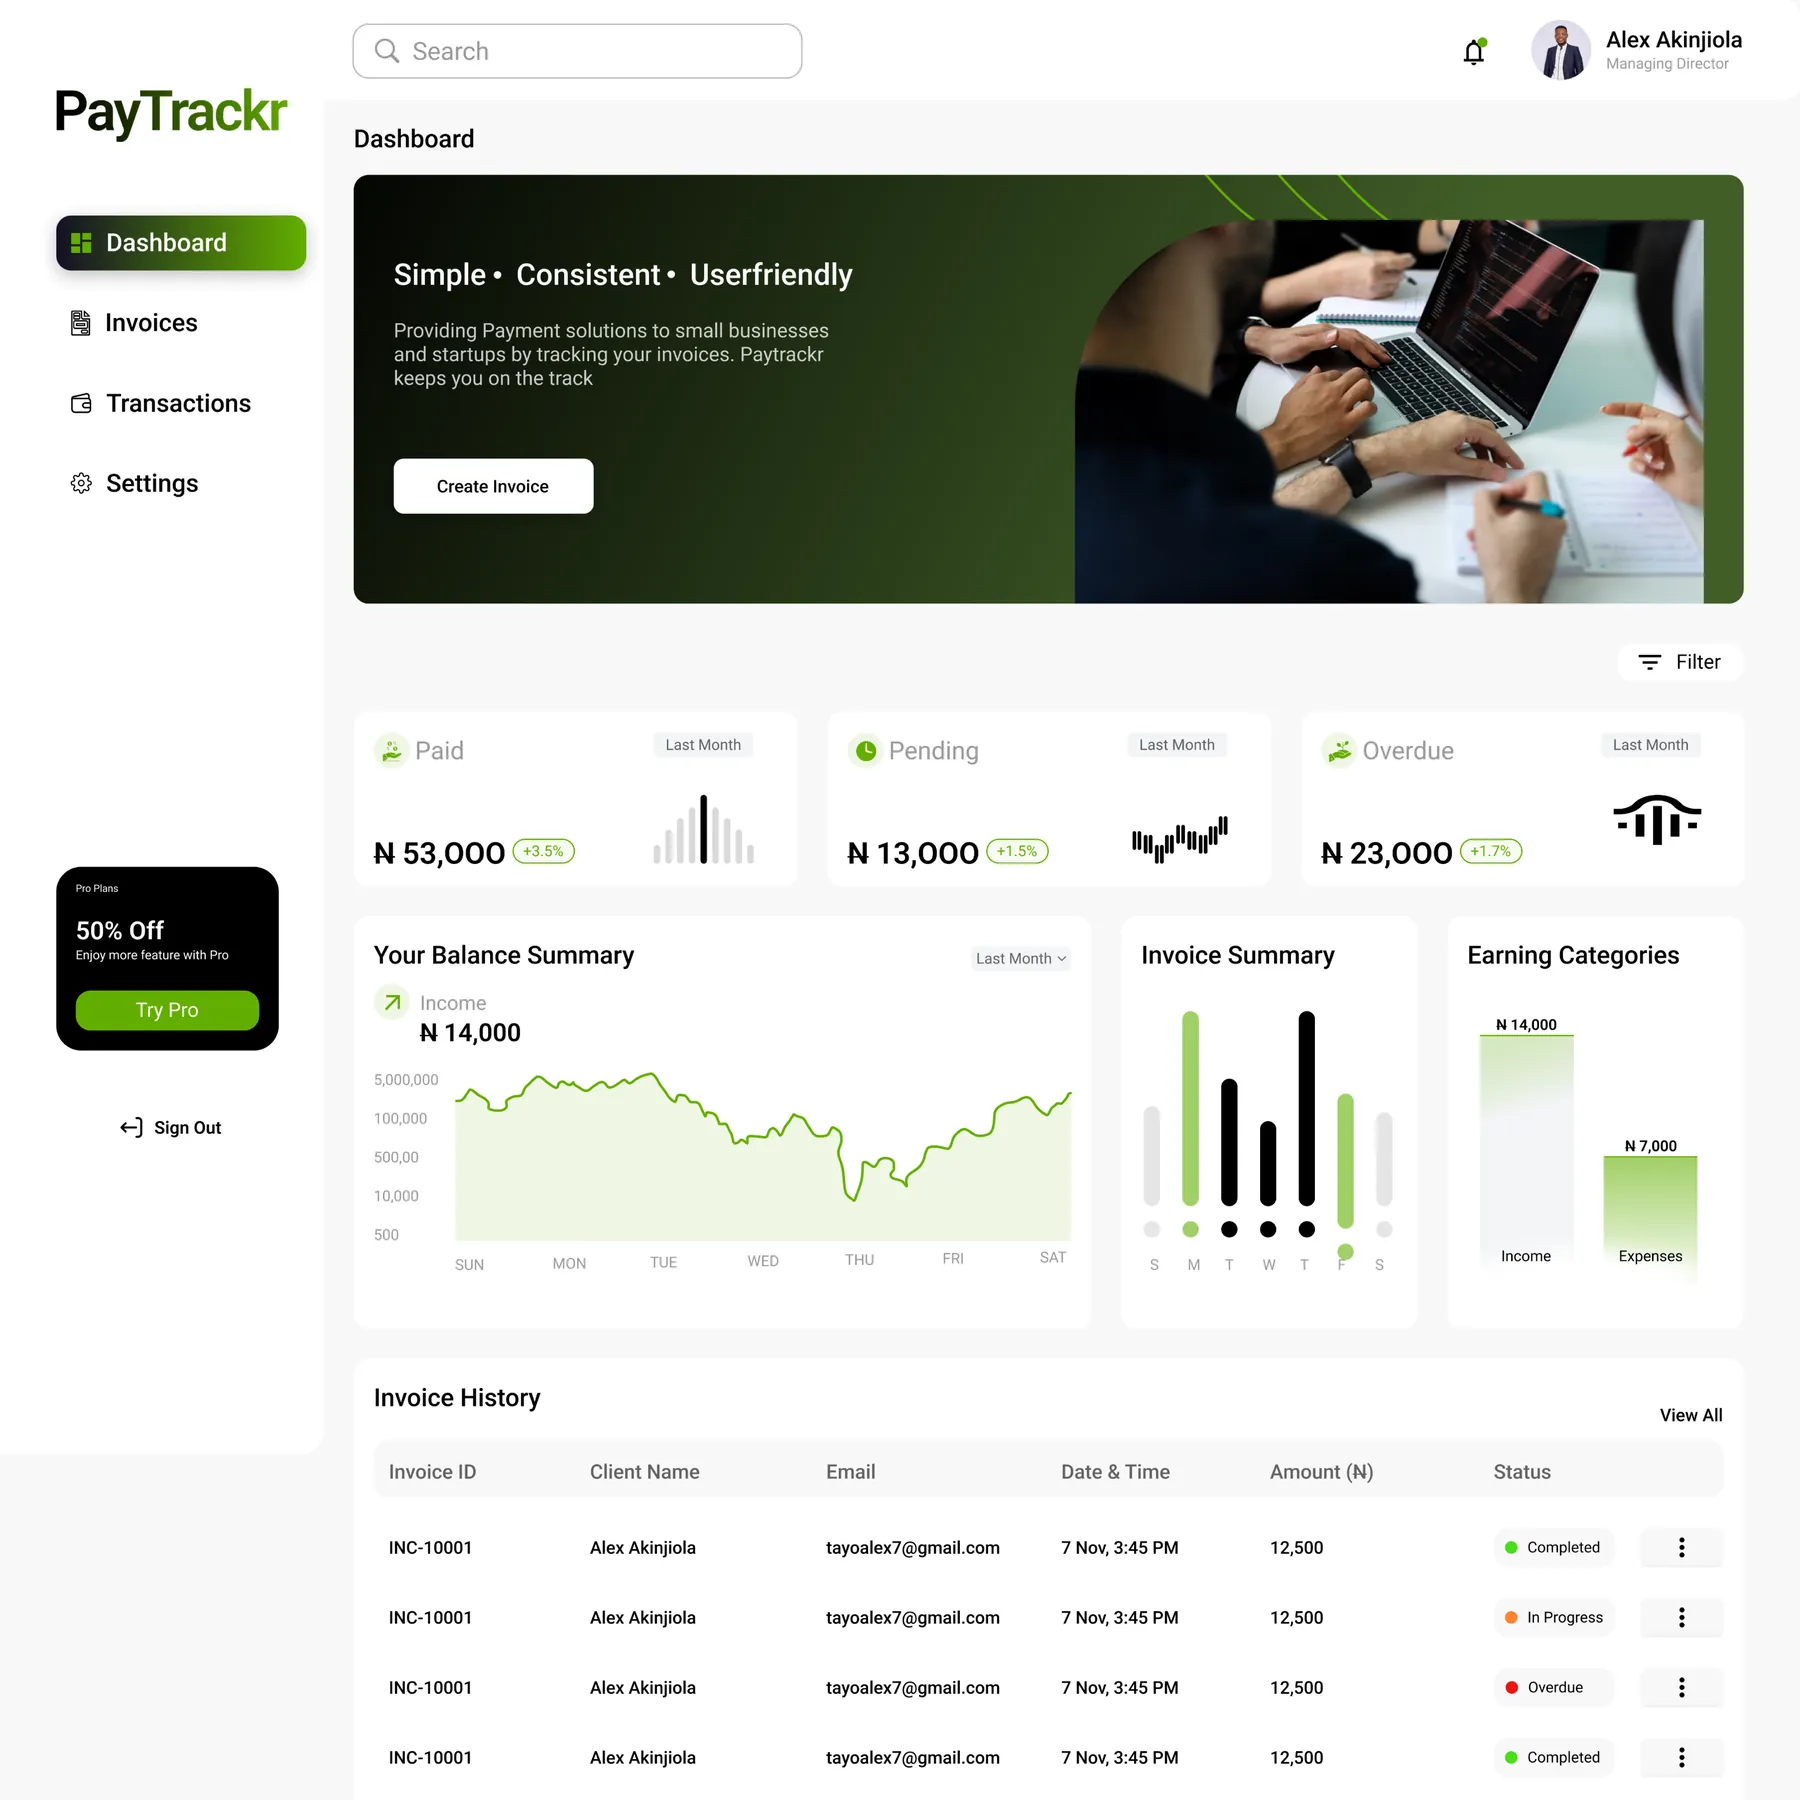 Search
Alex Akinjiola
Managing Director
PayTrackr
Dashboard
Invoices
Transactions
Settings
Pro Plans
50% Off
Enjoy more feature with Pro
Try Pro
Sign Out
Dashboard
Simple • Consistent • Userfriendly
Providing Payment solutions to small businesses
and startups by tracking your invoices. Paytrackr
keeps you on the track
Create Invoice
Filter
Paid
Last Month
₦ 53,000
+3.5%
Pending
Last Month
₦ 13,000
+1.5%
Overdue
Last Month
₦ 23,000
+1.7%
Your Balance Summary
Last Month
Income
₦ 14,000
5,000,000
100,000
500,00
10,000
500
SUN MON TUE WED THU FRI SAT
Invoice Summary
S M T W T F S
Earning Categories
₦ 14,000
₦ 7,000
Income
Expenses
Invoice History
View All
Invoice ID Client Name Email Date & Time Amount (₦) Status
INC-10001 Alex Akinjiola tayoalex7@gmail.com 7 Nov, 3:45 PM 12,500 Completed
INC-10001 Alex Akinjiola tayoalex7@gmail.com 7 Nov, 3:45 PM 12,500 In Progress
INC-10001 Alex Akinjiola tayoalex7@gmail.com 7 Nov, 3:45 PM 12,500 Overdue
INC-10001 Alex Akinjiola tayoalex7@gmail.com 7 Nov, 3:45 PM 12,500 Completed